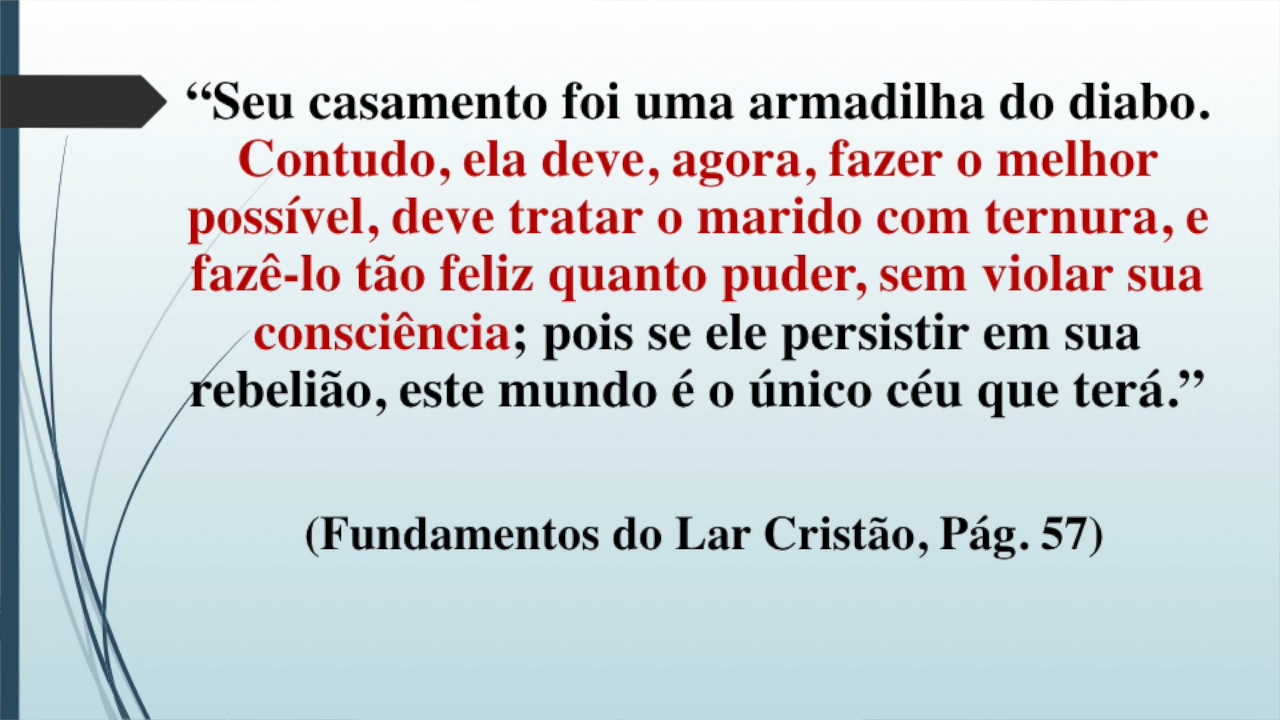 “Seu casamento foi uma armadilha do diabo.
Contudo, ela deve, agora, fazer o melhor
possível, deve tratar o marido com ternura, e
fazê-lo tão feliz quanto puder, sem violar sua
consciência; pois se ele persistir em sua
rebelião, este mundo é o único céu que terá.”
(Fundamentos do Lar Cristão, Pág. 57)